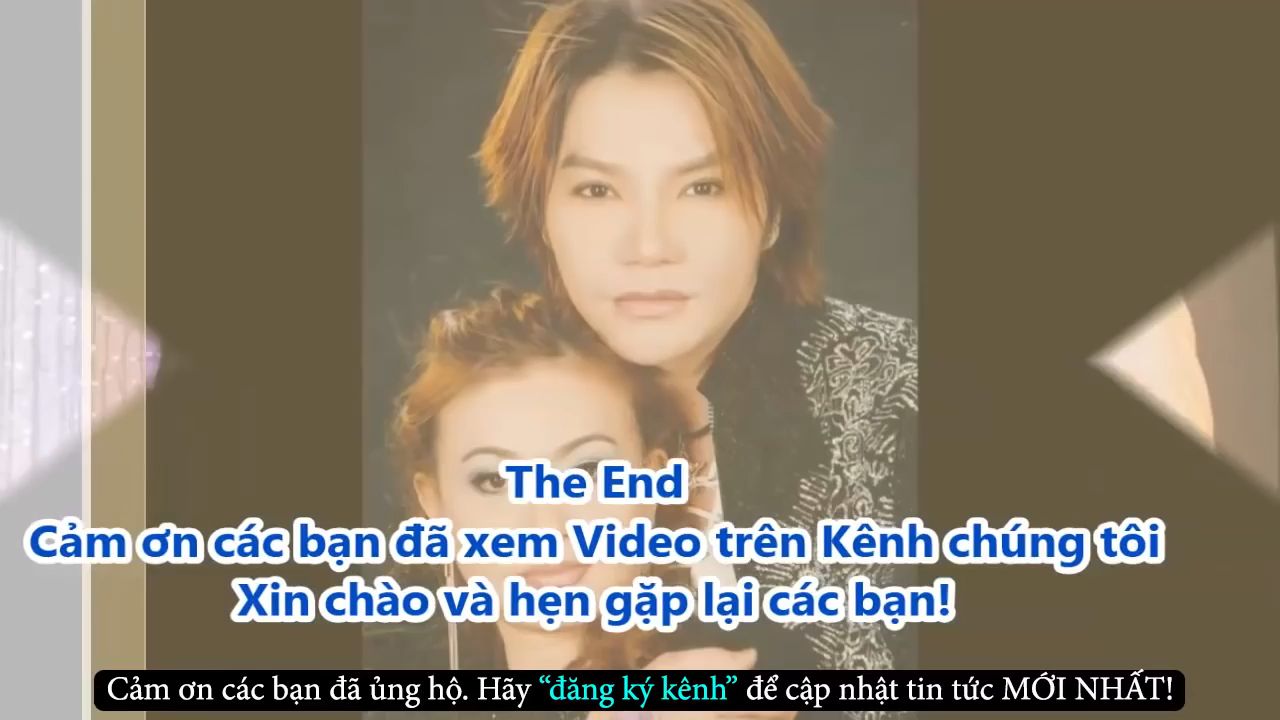 The End
Cảm ơn các bạn đã xem Video trên Kênh chúng tôi
Xin chào và hẹn gặp lại các bạn!
Cảm ơn các bạn đã ủng hộ. Hãy “đăng ký kênh” để cập nhật tin tức MỚI NHẤT!